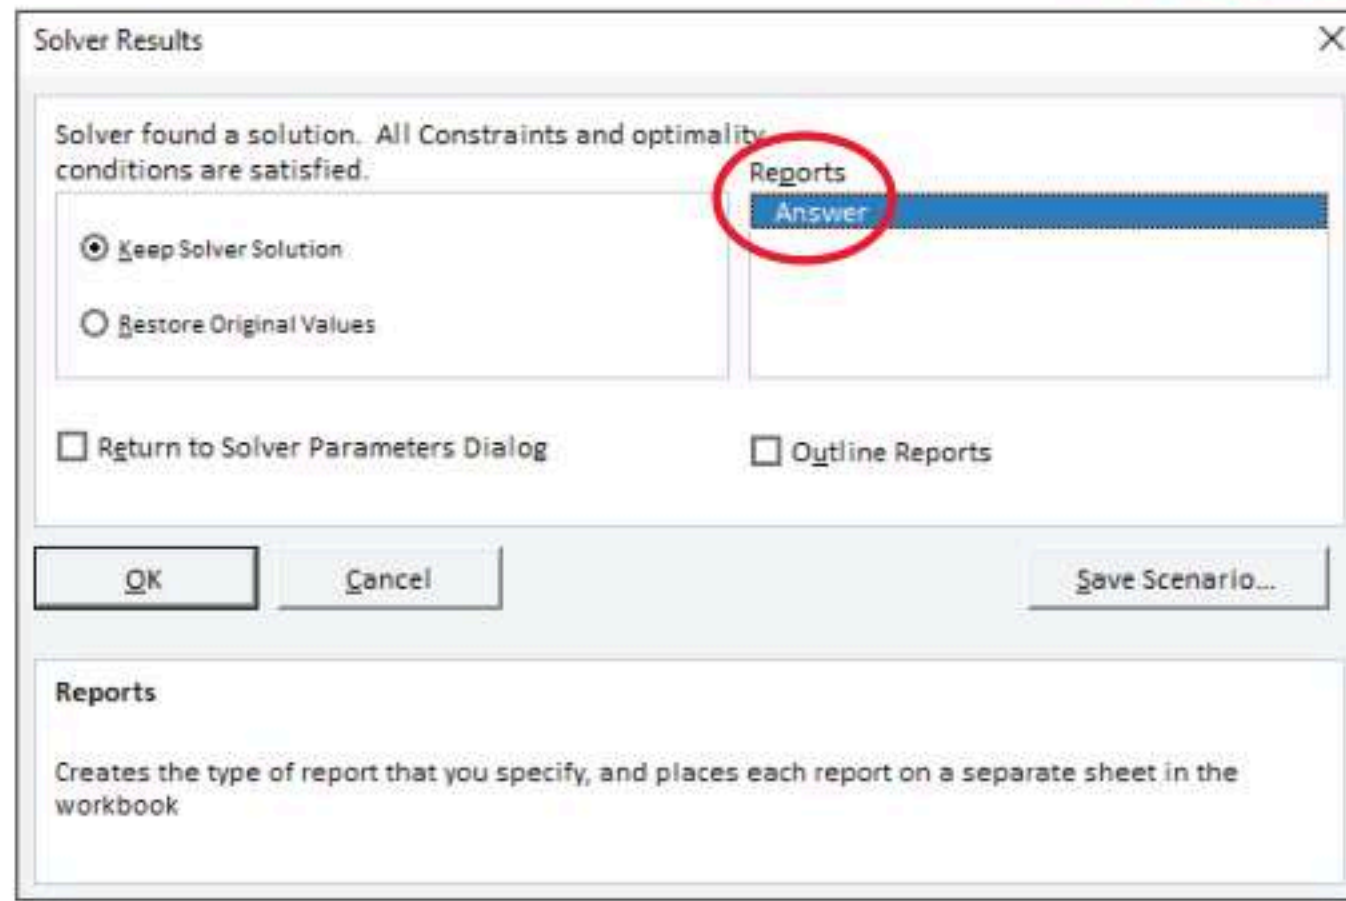 Solver Results
Solver found a solution. All Constraints and optimality
conditions are satisfied.
Reports
Answer
Keep Solver Solution
Restore Original Values
Return to Solver Parameters Dialog
Outline Reports
OK
Cancel
Save Scenario...
Reports
Creates the type of report that you specify, and places each report on a separate sheet in the
workbook